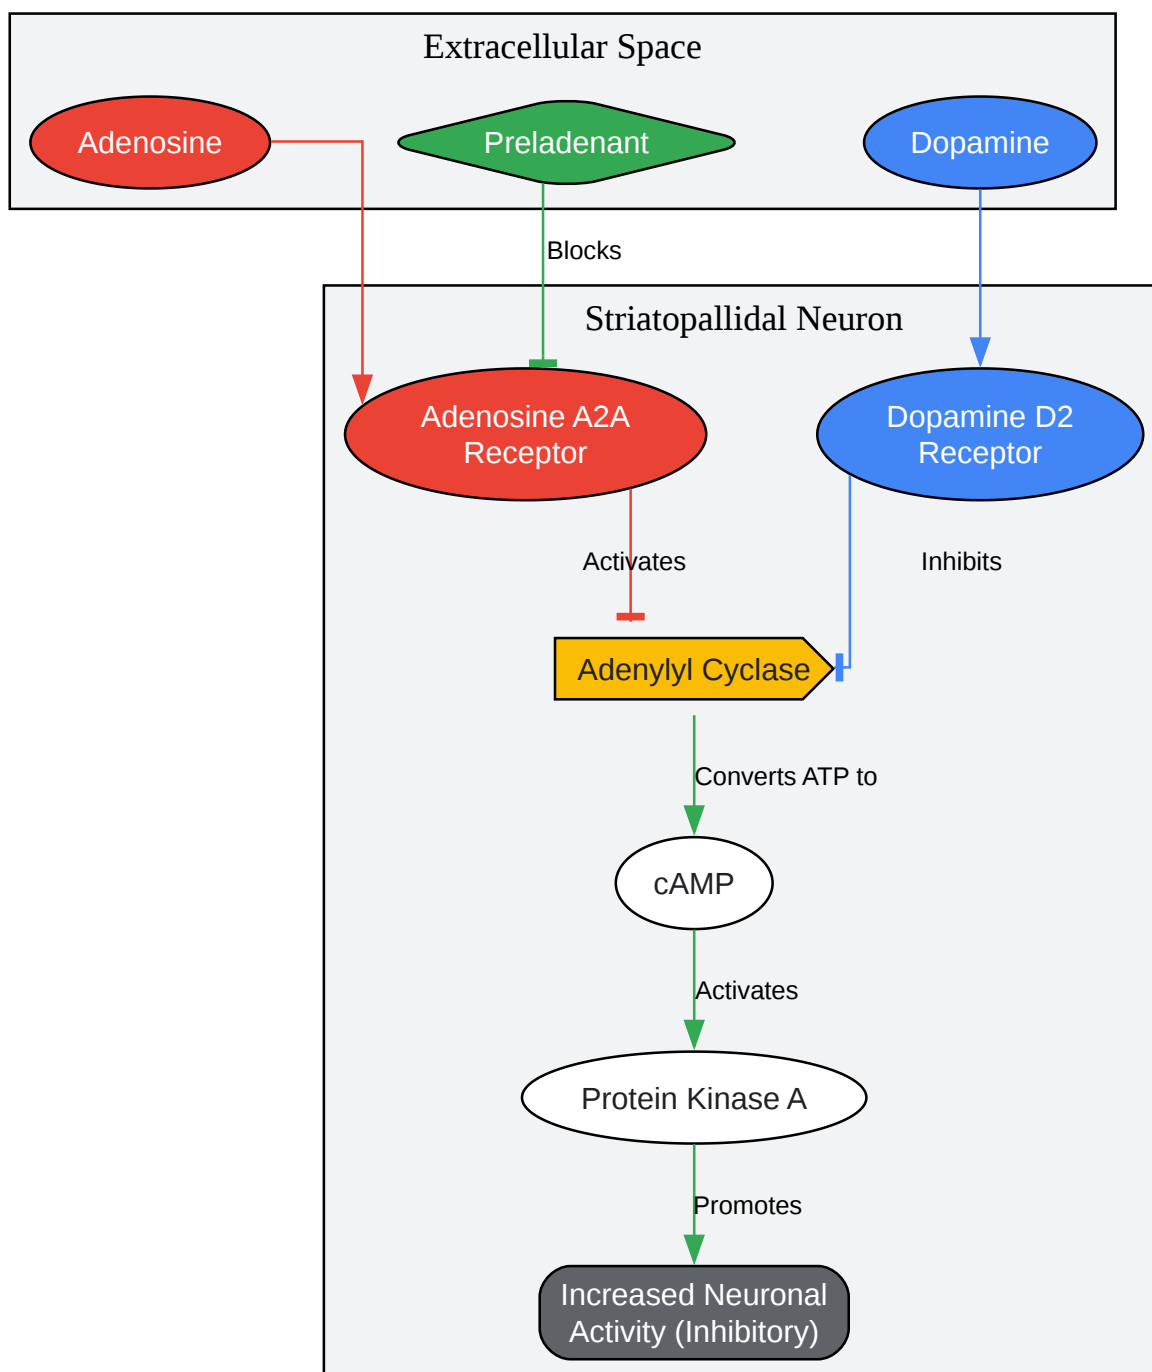 Extracellular Space
Adenosine
Preladenant
Dopamine
Blocks
Striatopallidal Neuron
Adenosine A2A
Receptor
Dopamine D2
Receptor
Activates
Inhibits
Adenylyl Cyclase
Converts ATP to
cAMP
Activates
Protein Kinase A
Promotes
Increased Neuronal
Activity (Inhibitory)